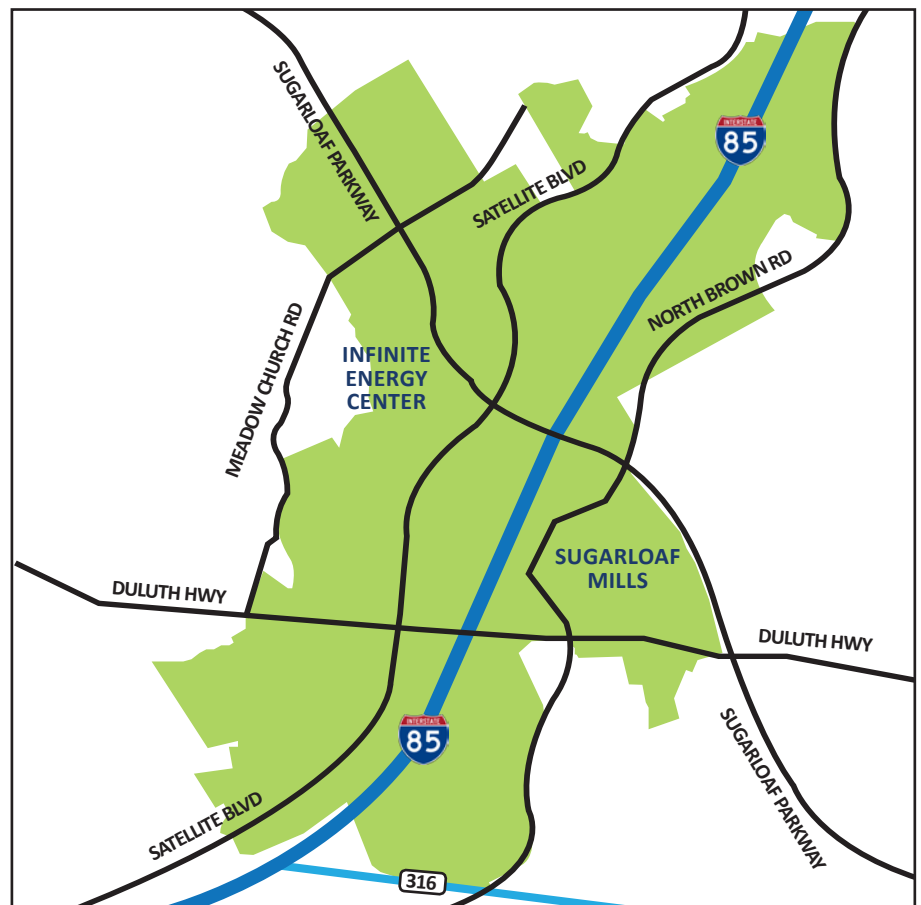 SUGARLOAF PARKWAY
INTERSTATE
85
SATELLITE BLVD
NORTH BROWN RD
MEADOW CHURCH RD
INFINITE
ENERGY
CENTER
SUGARLOAF
MILLS
DULUTH HWY
DULUTH HWY
INTERSTATE
85
SUGARLOAF PARKWAY
SATELLITE BLVD
316